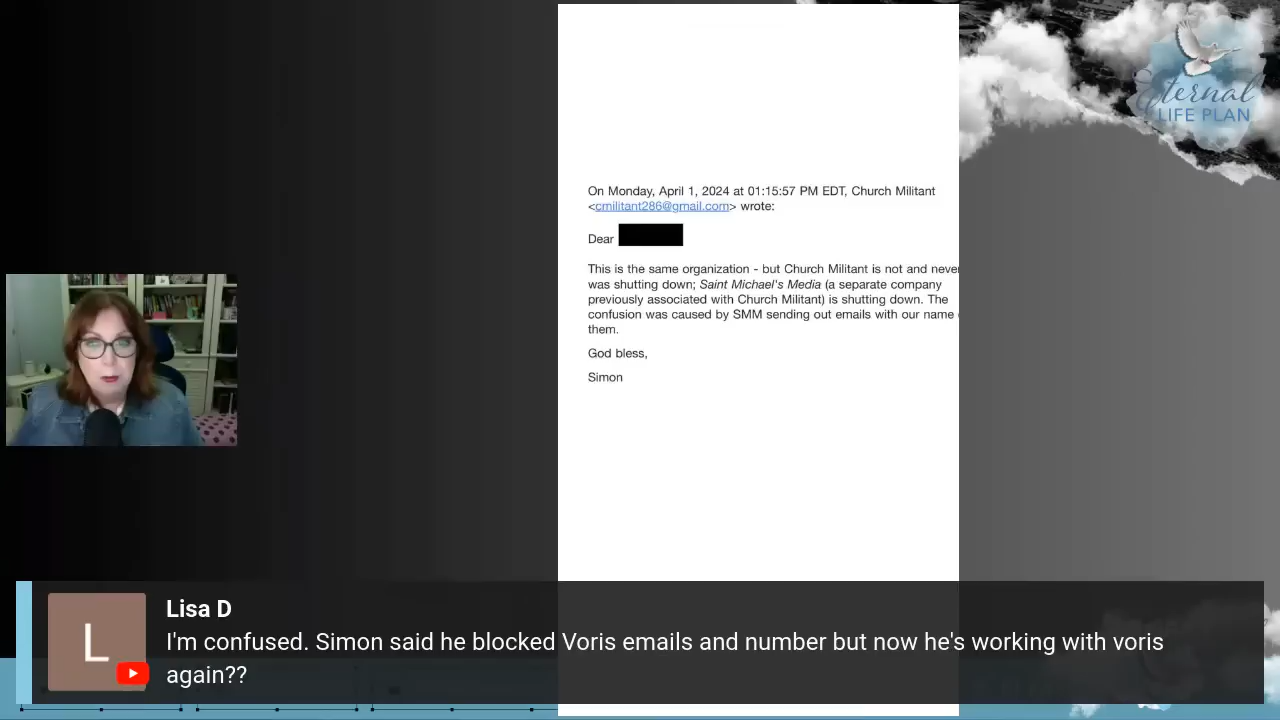 Eternal
LIFE PLAN
On Monday, April 1, 2024 at 01:15:57 PM EDT, Church Militant
<cmilitant286@gmail.com> wrote:
Dear
This is the same organization - but Church Militant is not and never
was shutting down; Saint Michael's Media (a separate company
previously associated with Church Militant) is shutting down. The
confusion was caused by SMM sending out emails with our name
them.
God bless,
Simon
L
Lisa D
I'm confused. Simon said he blocked Voris emails and number but now he's working with voris
again??